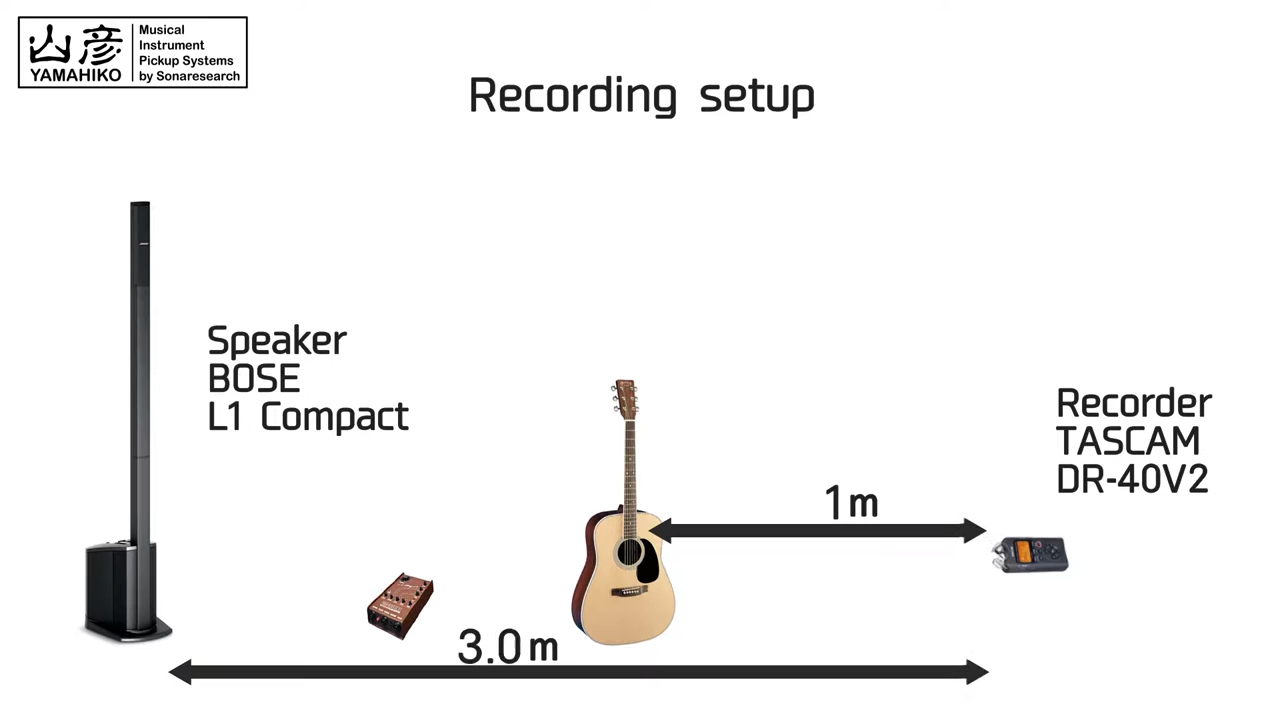 山彦
YAMAHIKO
Musical
Instrument
Pickup Systems
by Sonaresearch
Recording setup
Speaker
BOSE
L1 Compact
Recorder
TASCAM
DR-40V2
1m
3.0m